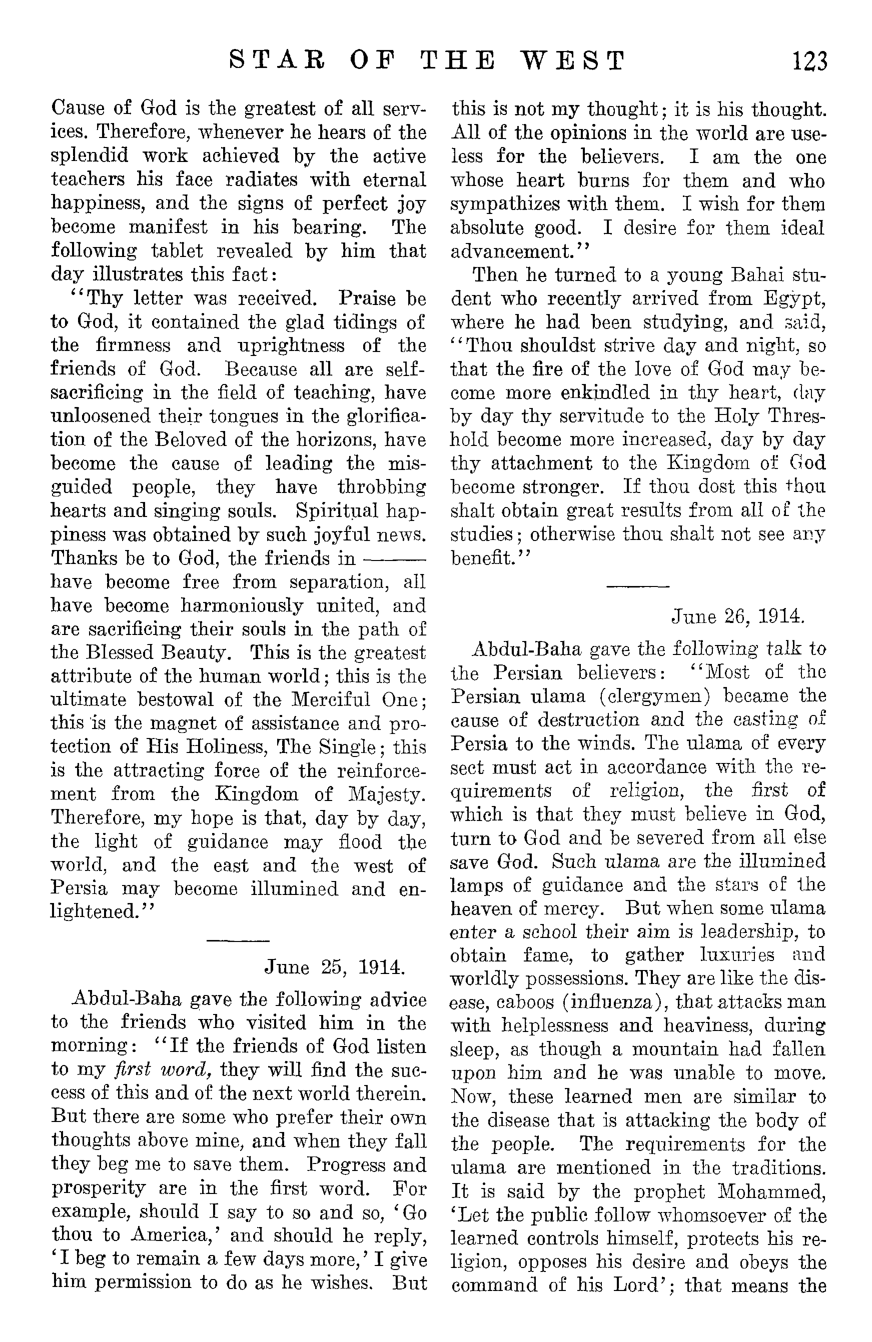 STAR OF THE WEST 123
Cause of God is the greatest of all serv-
ices. Therefore, whenever he hears of the
splendid work achieved by the active
teachers his face radiates with eternal
happiness, and the signs of perfect joy
become manifest in his bearing. The
following tablet revealed by him that
day illustrates this fact:
"Thy letter was received. Praise be
to God, it contained the glad tidings of
the firmness and uprightness of the
friends of God. Because all are self-
sacrificing in the field of teaching, have
unloosened their tongues in the glorifica-
tion of the Beloved of the horizons, have
become the cause of leading the mis-
guided people, they have throbbing
hearts and singing souls. Spiritual hap-
piness was obtained by such joyful news.
Thanks be to God, the friends in ———
have become free from separation, all
have become harmoniously united, and
are sacrificing their souls in the path of
the Blessed Beauty. This is the greatest
attribute of the human world; this is the
ultimate bestowal of the Merciful One;
this is the magnet of assistance and pro-
tection of His Holiness, The Single; this
is the attracting force of the reinforce-
ment from the Kingdom of Majesty.
Therefore, my hope is that, day by day,
the light of guidance may flood the
world, and the east and the west of
Persia may become illumined and en-
lightened."
June 25, 1914.
Abdul-Baha gave the following advice
to the friends who visited him in the
morning: "If the friends of God listen
to my first word, they will find the suc-
cess of this and of the next world therein.
But there are some who prefer their own
thoughts above mine, and when they fall
they beg me to save them. Progress and
prosperity are in the first word. For
example, should I say to so and so, 'Go
thou to America,' and should he reply,
'I beg to remain a few days more,' I give
him permission to do as he wishes. But
this is not my thought; it is his thought.
All of the opinions in the world are use-
less for the believers. I am the one
whose heart burns for them and who
sympathizes with them. I wish for them
absolute good. I desire for them ideal
advancement."
Then he turned to a young Bahai stu-
dent who recently arrived from Egypt,
where he had been studying, and said,
"Thou shouldst strive day and night, so
that the fire of the love of God may be-
come more enkindled in thy heart, day
by day thy servitude to the Holy Thres-
hold become more increased, day by day
thy attachment to the Kingdom of God
become stronger. If thou dost this thou
shalt obtain great results from all of the
studies; otherwise thou shalt not see any
benefit."
June 26, 1914.
Abdul-Baha gave the following talk to
the Persian believers: "Most of the
Persian ulama (clergymen) became the
cause of destruction and the casting of
Persia to the winds. The ulama of every
sect must act in accordance with the re-
quirements of religion, the first of
which is that they must believe in God,
turn to God and be severed from all else
save God. Such ulama are the illumined
lamps of guidance and the stars of the
heaven of mercy. But when some ulama
enter a school their aim is leadership, to
obtain fame, to gather luxuries and
worldly possessions. They are like the dis-
ease, caboos (influenza), that attacks man
with helplessness and heaviness, during
sleep, as though a mountain had fallen
upon him and he was unable to move.
Now, these learned men are similar to
the disease that is attacking the body of
the people. The requirements for the
ulama are mentioned in the traditions.
It is said by the prophet Mohammed,
'Let the public follow whomsoever of the
learned controls himself, protects his re-
ligion, opposes his desire and obeys the
command of his Lord'; that means the